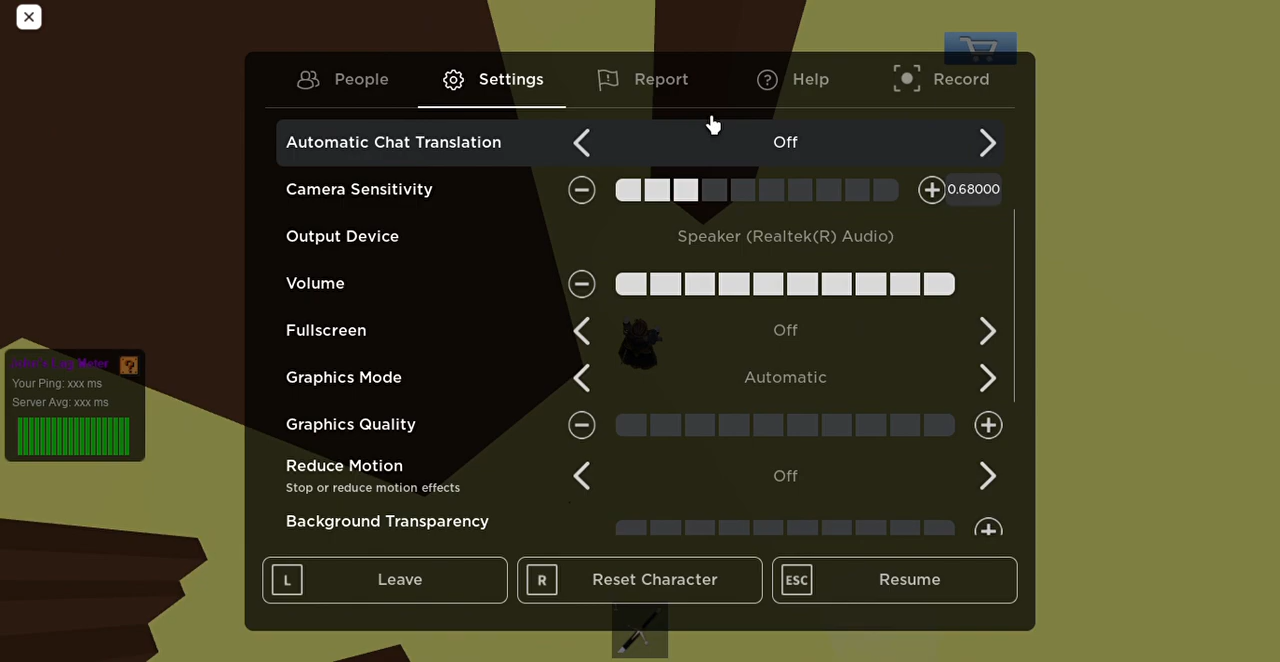 People
Settings
Report
Help
Record
Automatic Chat Translation
Off
Camera Sensitivity
0.68000
Output Device
Speaker (Realtek(R) Audio)
Volume
Fullscreen
Off
Graphics Mode
Automatic
Your Ping: xxx ms
Server Avg: xxx ms
Graphics Quality
Reduce Motion
Off
Stop or reduce motion effects
Background Transparency
L Leave
R Reset Character
ESC Resume